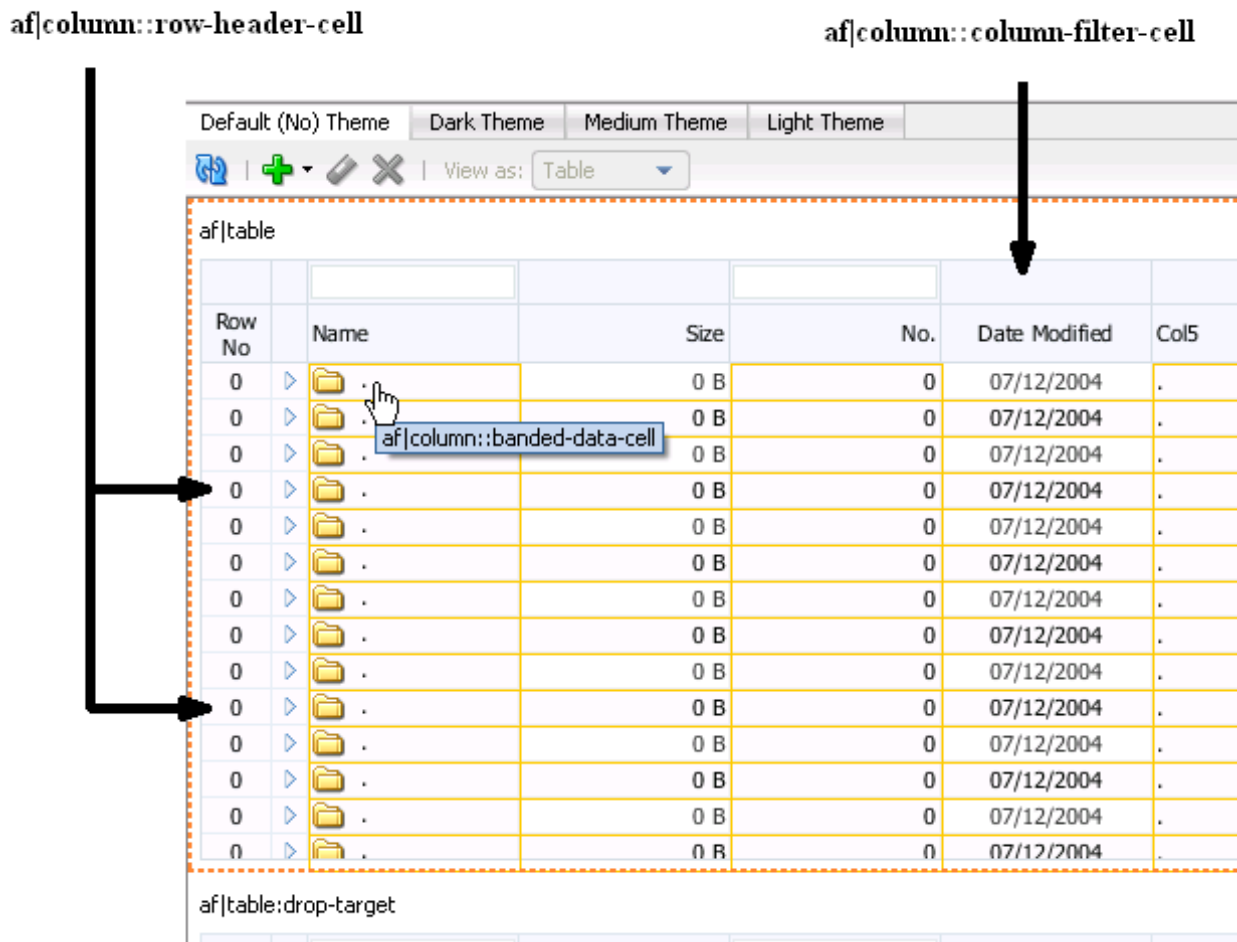 af|column::row-header-cell
af|column::column-filter-cell
Default (No) Theme Dark Theme Medium Theme Light Theme
View as: Table
af|table
Row No Name Size No. Date Modified Col5
0 . 0 B 0 07/12/2004 .
0 . 0 B 0 07/12/2004 .
af|column::banded-data-cell
0 . 0 B 0 07/12/2004 .
0 . 0 B 0 07/12/2004 .
0 . 0 B 0 07/12/2004 .
0 . 0 B 0 07/12/2004 .
0 . 0 B 0 07/12/2004 .
0 . 0 B 0 07/12/2004 .
0 . 0 B 0 07/12/2004 .
0 . 0 B 0 07/12/2004 .
0 . 0 B 0 07/12/2004 .
0 . 0 B 0 07/12/2004 .
0 . 0 B 0 07/12/2004 .
0 . 0 B 0 07/12/2004 .
af|table:drop-target